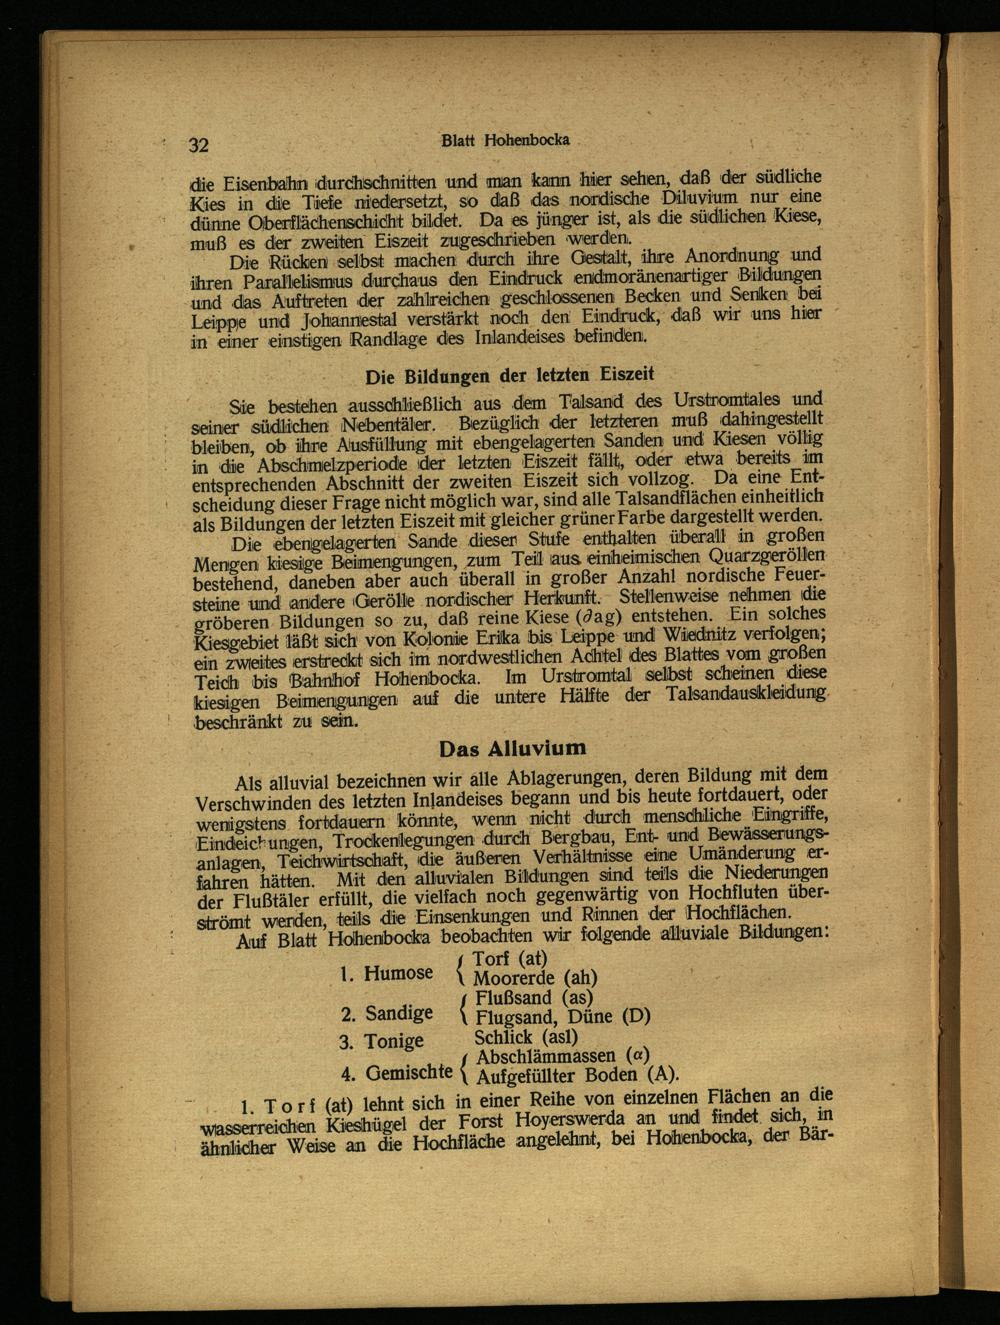 32
Blatt Hohenbocka
die Eisenbahn durchschnitten und man kann hier sehen, daß der südliche
Kies in die Tiefe niedersetzt, so daß das nordische Diluvium nur eine
dünne Oberflächenschicht bildet. Da es jünger ist, als die südlichen Kiese,
muß es der zweiten Eiszeit zugeschrieben werden.
Die Rücken selbst machen durch ihre Gestalt, ihre Anordnung und
ihren Parallelismus durchaus den Eindruck endmoränenartiger Bildungen
und das Auftreten der zahlreichen geschlossenen Becken und Senken bei
Leippe und Johannestal verstärkt noch den Eindruck, daß wir uns hier
in einer einstigen Randlage des Inlandeises befinden.
Die Bildungen der letzten Eiszeit
Sie bestehen ausschließlich aus dem Talsand des Urstromtales und
seiner südlichen Nebentäler. Bezüglich der letzteren muß dahingestellt
bleiben, ob ihre Ausfüllung mit ebengelagerten Sanden und Kiesen völlig
in die Abschmelzperiode der letzten Eiszeit fällt, oder etwa bereits im
entsprechenden Abschnitt der zweiten Eiszeit sich vollzog. Da eine Ent-
scheidung dieser Frage nicht möglich war, sind alle Talsandflächen einheitlich
als Bildungen der letzten Eiszeit mit gleicher grüner Farbe dargestellt werden.
Die ebengelagerten Sande dieser Stufe enthalten überall in großen
Mengen kiesige Beimengungen, zum Teil aus einheimischen Quarzgeröllen
bestehend, daneben aber auch überall in großer Anzahl nordische Feuer-
steine und andere Gerölle nordischer Herkunft. Stellenweise nehmen die
gröberen Bildungen so zu, daß reine Kiese (∂ag) entstehen. Ein solches
Kiesgebiet läßt sich von Kolonie Erika bis Leippe und Wiednitz verfolgen;
ein zweites erstreckt sich im nordwestlichen Achtel des Blattes vom großen
Teich bis Bahnhof Hohenbocka. Im Urstromtal selbst scheinen diese
kiesigen Beimengungen auf die untere Hälfte der Talsandauskleidung
beschränkt zu sein.
Das Alluvium
Als alluvial bezeichnen wir alle Ablagerungen, deren Bildung mit dem
Verschwinden des letzten Inlandeises begann und bis heute fortdauert, oder
wenigstens fortdauern könnte, wenn nicht durch menschliche Eingriffe,
Eindeichungen, Trockenlegungen durch Bergbau, Ent- und Bewässerungs-
anlagen, Teichwirtschaft, die äußeren Verhältnisse eine Umänderung er-
fahren hätten. Mit den alluvialen Bildungen sind teils die Niederungen
der Flußtäler erfüllt, die vielfach noch gegenwärtig von Hochfluten über-
strömt werden, teils die Einsenkungen und Rinnen der Hochflächen.
Auf Blatt Hohenbocka beobachten wir folgende alluviale Bildungen:
1. Humose { Torf (at)
Moorerde (ah)
2. Sandige { Flußsand (as)
Flugsand, Düne (D)
3. Tonige Schlick (asl)
4. Gemischte { Abschlämmassen (α)
Aufgefüllter Boden (A).
1. Torf (at) lehnt sich in einer Reihe von einzelnen Flächen an die
wasserreichen Kieshügel der Forst Hoyerswerda an und findet sich, in
ähnlicher Weise an die Hochfläche angelehnt, bei Hohenbocka, der Bär-